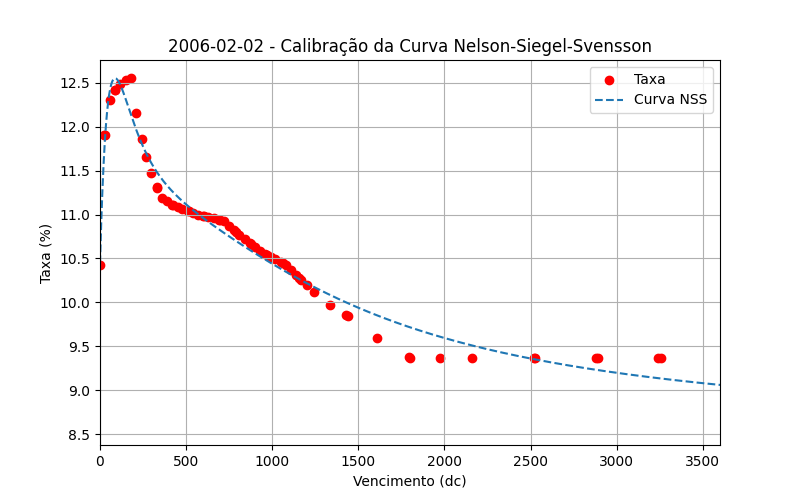 2006-02-02 - Calibração da Curva Nelson-Siegel-Svensson
Taxa
Curva NSS
Taxa (%)
12.5
12.0
11.5
11.0
10.5
10.0
9.5
9.0
8.5
0 500 1000 1500 2000 2500 3000 3500
Vencimento (dc)